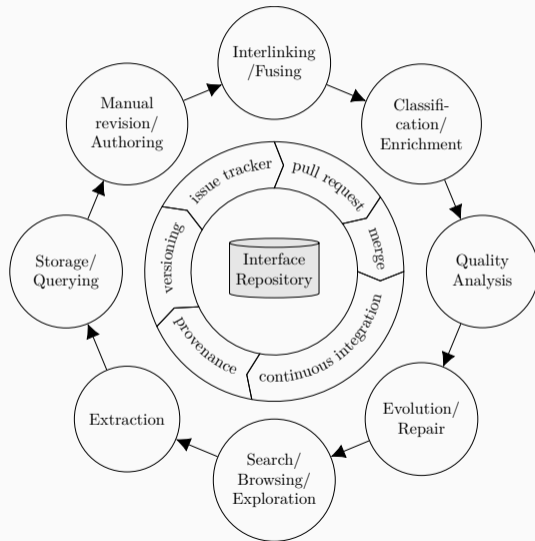 Interlinking
/Fusing
Classifi-
cation/
Enrichment
Quality
Analysis
Evolution/
Repair
Search/
Browsing/
Exploration
Extraction
Storage/
Querying
Manual
revision/
Authoring
issue tracker
pull request
merge
continuous integration
provenance
versioning
Interface
Repository